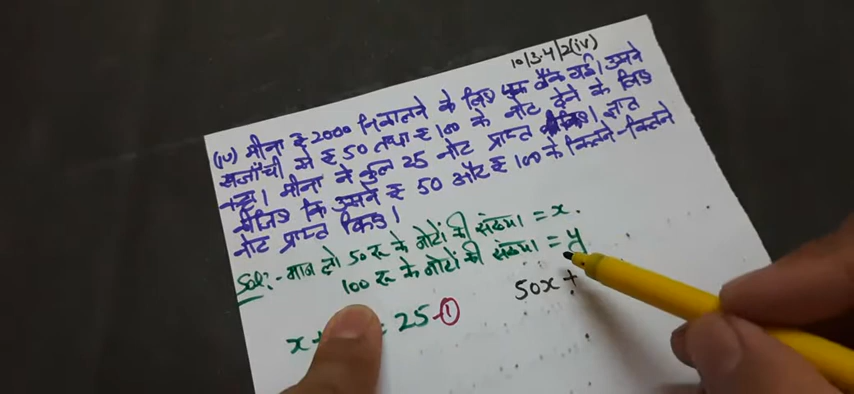 10/3.4/2(iv)
(iv) मीना ₹2000 निकालने के लिए एक बैंक गई। उसने
खजाँची से ₹50 तथा ₹100 के नोट देने के लिए
कहा। मीना ने कुल 25 नोट प्राप्त किए। ज्ञात
कीजिए कि उसने ₹50 और ₹100 के कितने-कितने
नोट प्राप्त किए।
Sol:- मान लो 50 रू के नोटों की संख्या = x.
100 रू के नोटों की संख्या = y
x+ = 25 -①
50x +